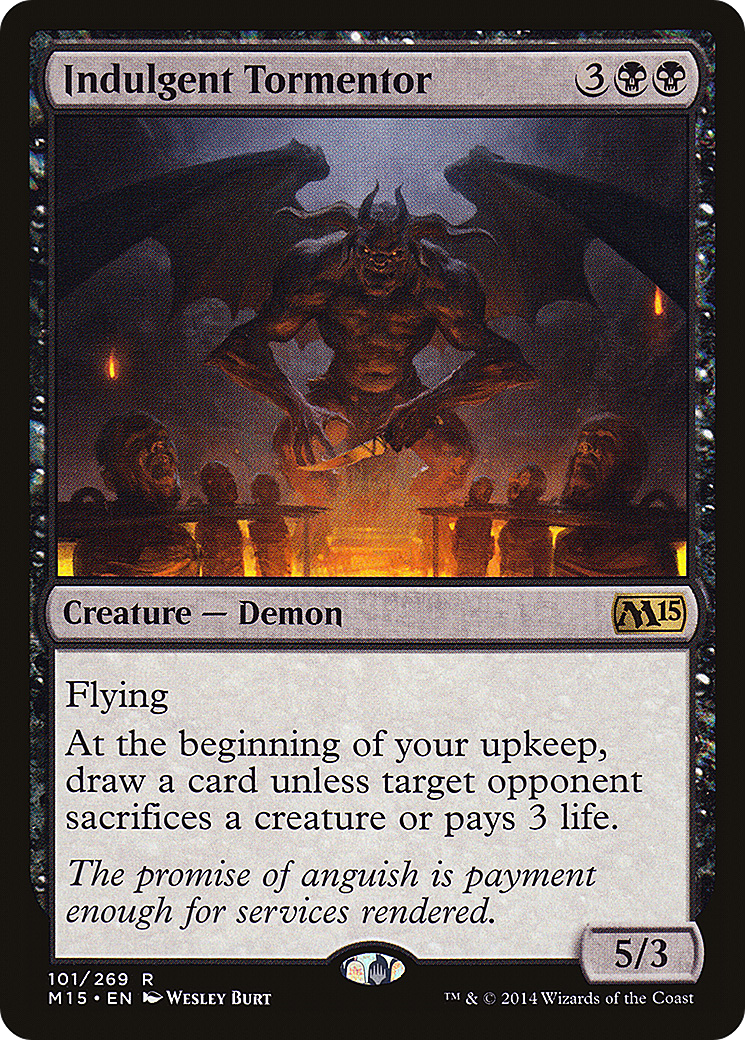 Indulgent Tormentor 3
Creature — Demon
M15
Flying
At the beginning of your upkeep,
draw a card unless target opponent
sacrifices a creature or pays 3 life.
The promise of anguish is payment
enough for services rendered.
5/3
101/269 R
M15 • EN Wesley Burt
™ & © 2014 Wizards of the Coast